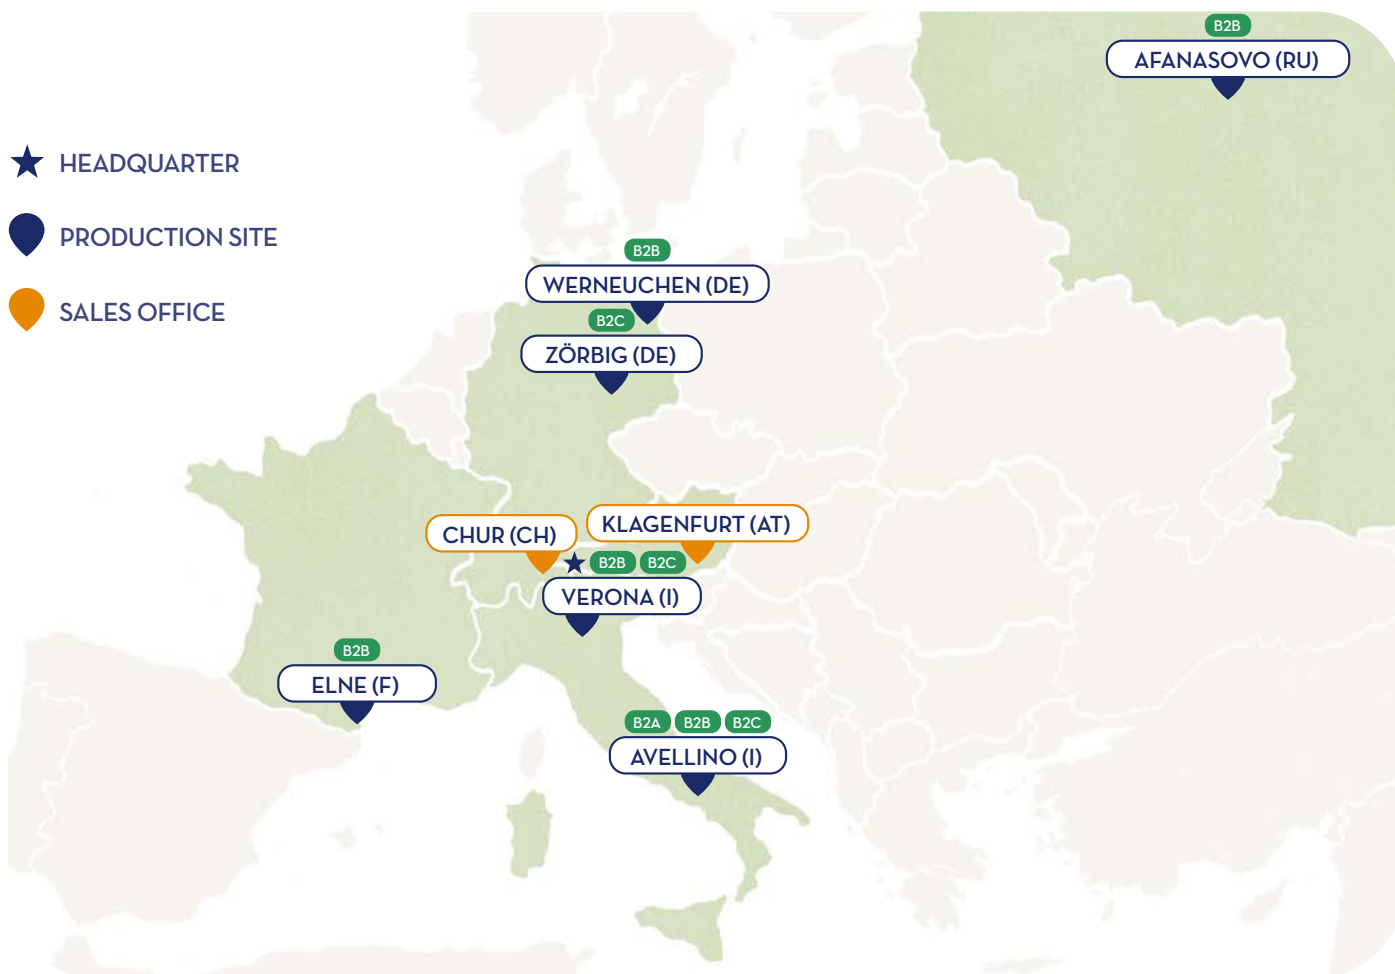 HEADQUARTER
PRODUCTION SITE
SALES OFFICE
B2B
AFANASOVO (RU)
B2B
WERNEUCHEN (DE)
B2C
ZÖRBIG (DE)
CHUR (CH)
KLAGENFURT (AT)
B2B B2C
VERONA (I)
B2B
ELNE (F)
B2A B2B B2C
AVELLINO (I)